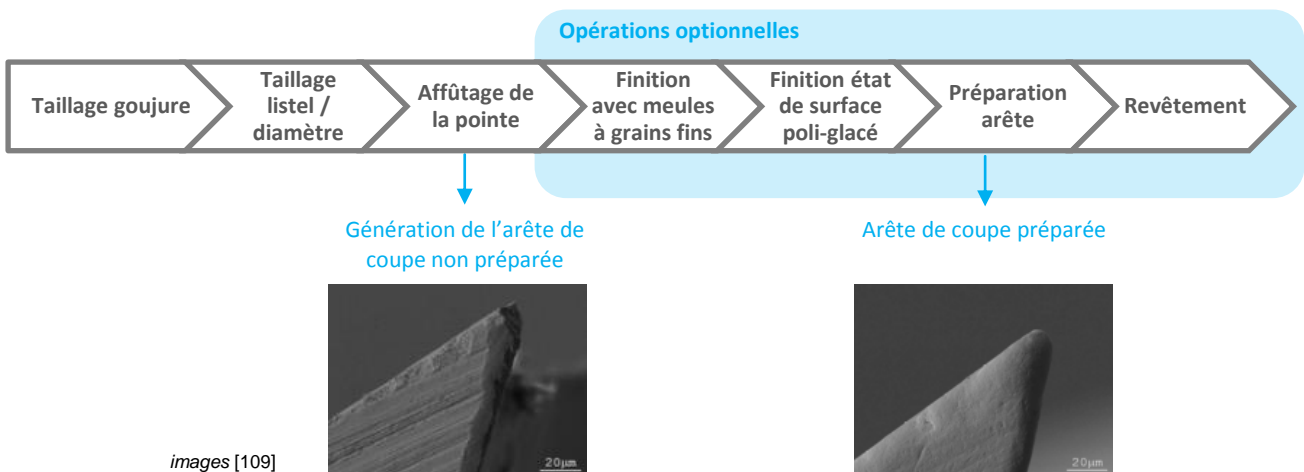 Opérations optionnelles
Taillage goujure
Taillage
listel /
diamètre
Affûtage de
la pointe
Finition
avec meules
à grains fins
Finition état
de surface
poli-glacé
Préparation
arête
Revêtement
Génération de l'arête de
coupe non préparée
Arête de coupe préparée
20µm
20µm
images [109]